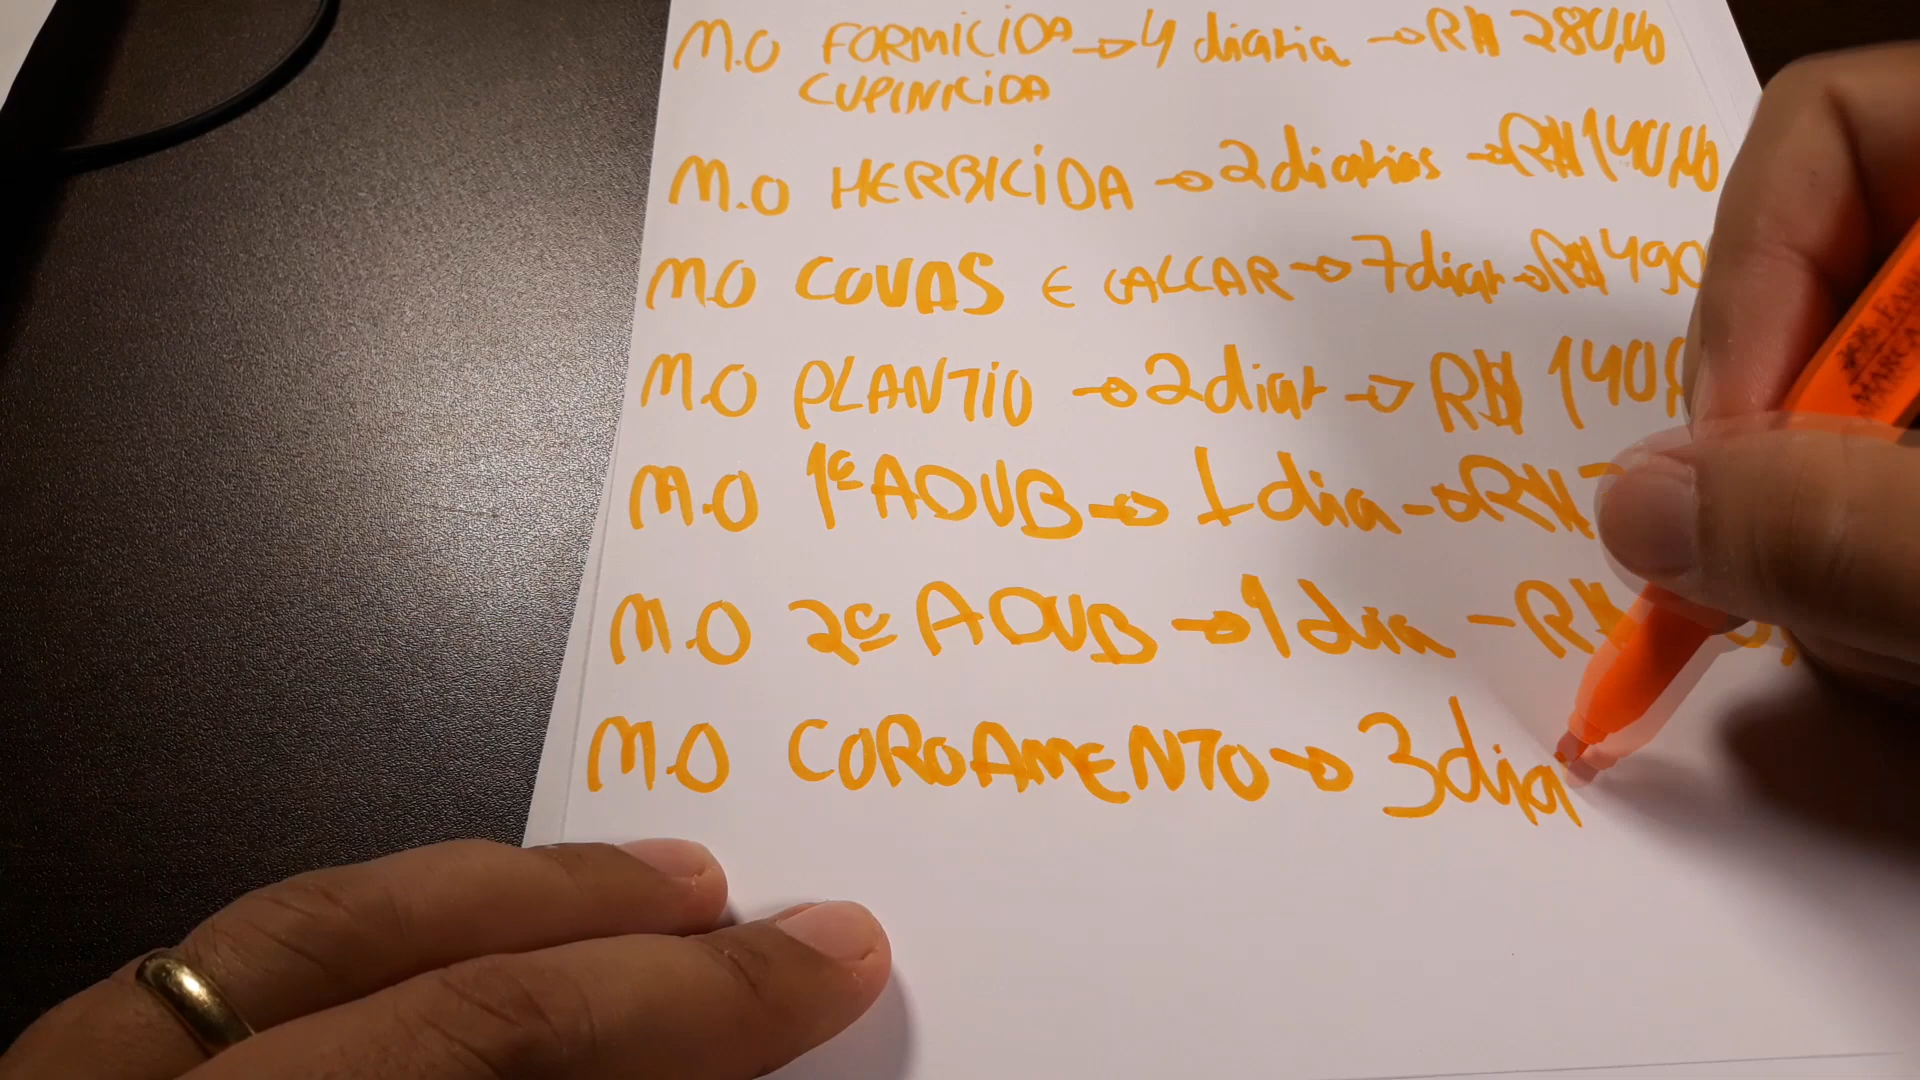 M.O FORMICIDA → 4 diaria → R$ 280,00
CUPINICIDA
M.O HERBICIDA → 2 diarias → R$ 140,00
M.O COVAS E CALCAR → 7 diar → R$ 490
M.O PLANTIO → 2 diar → R$ 140,
M.O 1ª ADUB → 1 dia → R$ 7
M.O 2ª ADUB → 1 dia - R$
M.O COROAMENTO → 3 dia